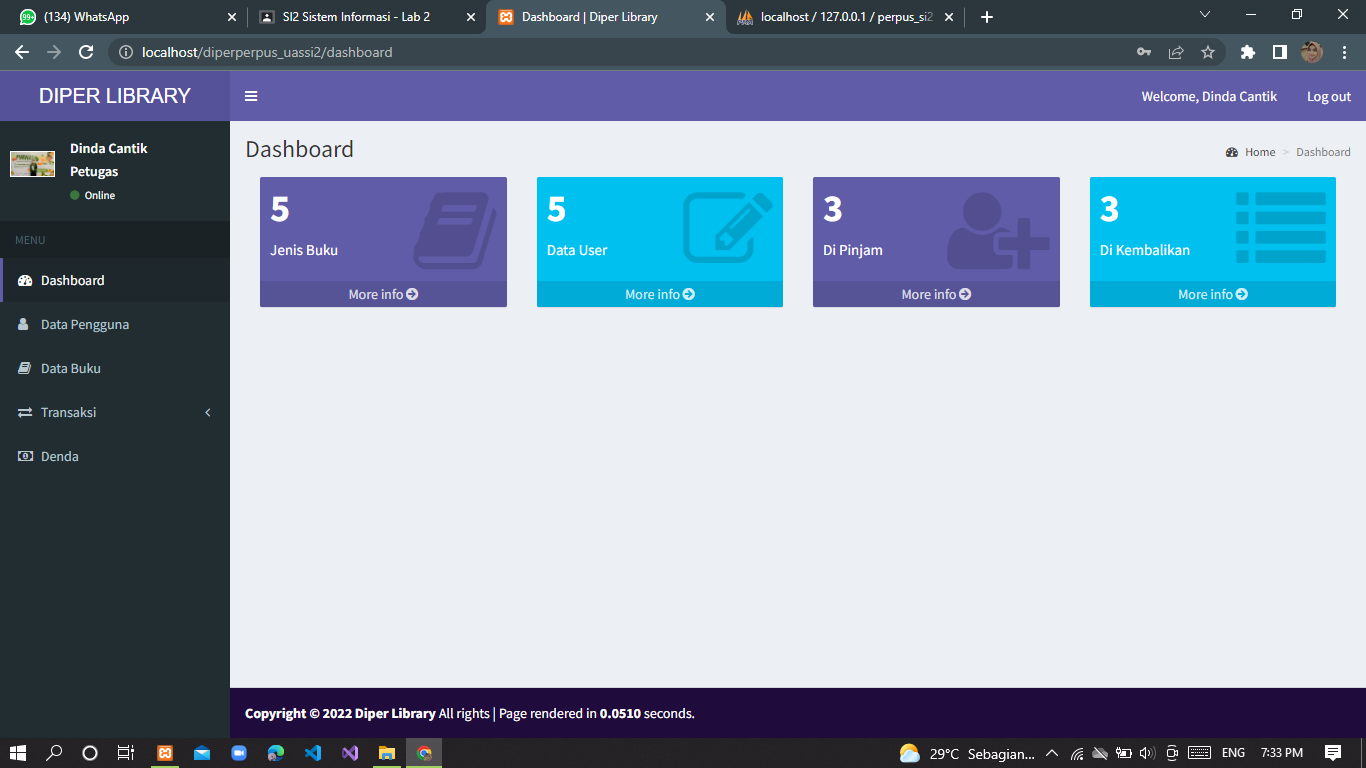 (134) WhatsApp
SI2 Sistem Informasi - Lab 2
Dashboard | Diper Library
localhost / 127.0.0.1 / perpus_si2
localhost/diperperpus_uassi2/dashboard
DIPER LIBRARY
Welcome, Dinda Cantik
Log out
Dinda Cantik
Petugas
Online
MENU
Dashboard
Data Pengguna
Data Buku
Transaksi
Denda
Dashboard
Home > Dashboard
5
Jenis Buku
More info
5
Data User
More info
3
Di Pinjam
More info
3
Di Kembalikan
More info
Copyright © 2022 Diper Library All rights | Page rendered in 0.0510 seconds.
29°C Sebagian...
ENG
7:33 PM